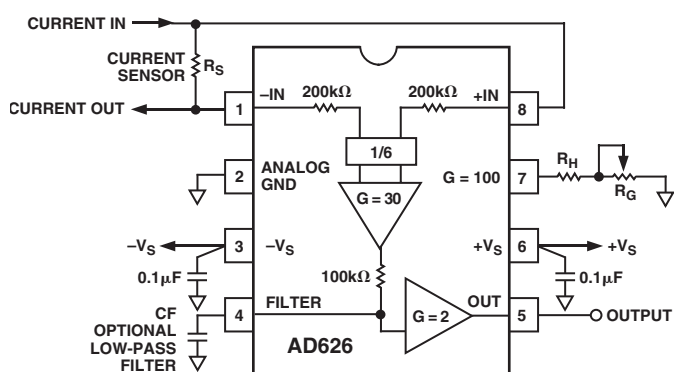 CURRENT IN
CURRENT
SENSOR
RS
CURRENT OUT
200kΩ
200kΩ
–IN
+IN
1
8
1/6
2
ANALOG
GND
G = 100
7
RH
RG
G = 30
–VS
3
–VS
+VS
6
+VS
0.1µF
100kΩ
0.1µF
4
FILTER
G = 2
OUT
5
OUTPUT
CF
OPTIONAL
LOW-PASS
FILTER
AD626